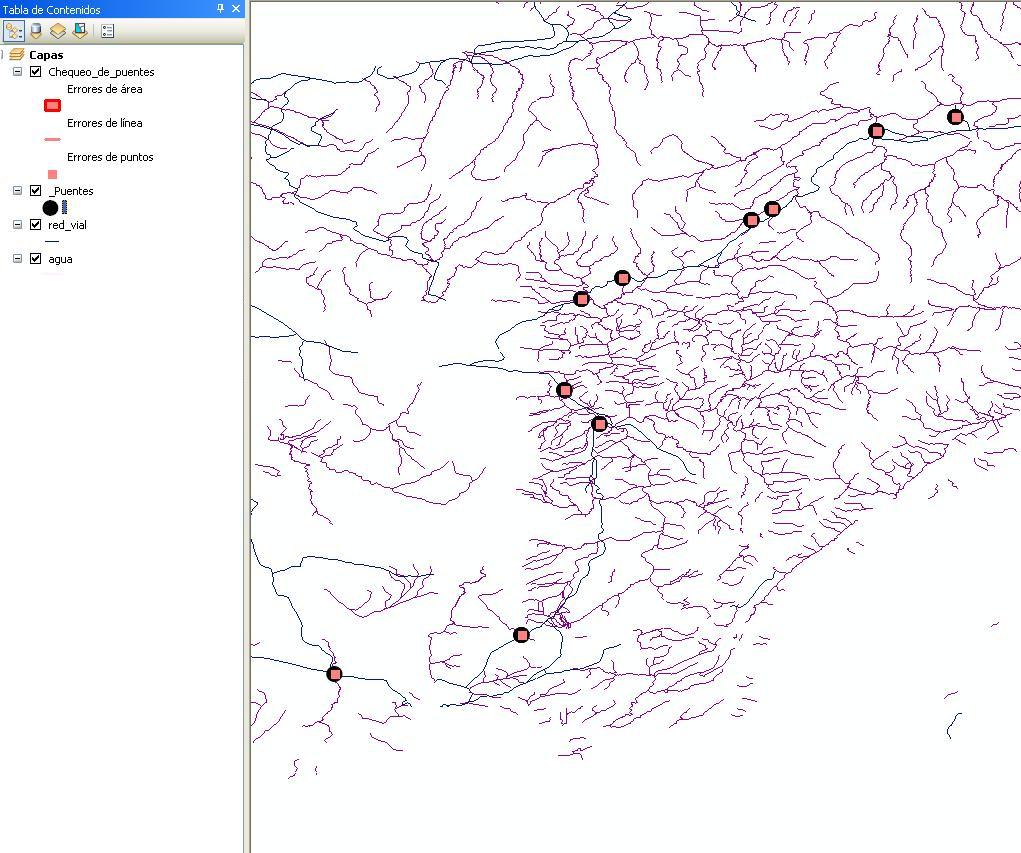 Tabla de Contenidos
Capas
Chequeo_de_puentes
Errores de área
Errores de línea
Errores de puntos
_Puentes
red_vial
agua